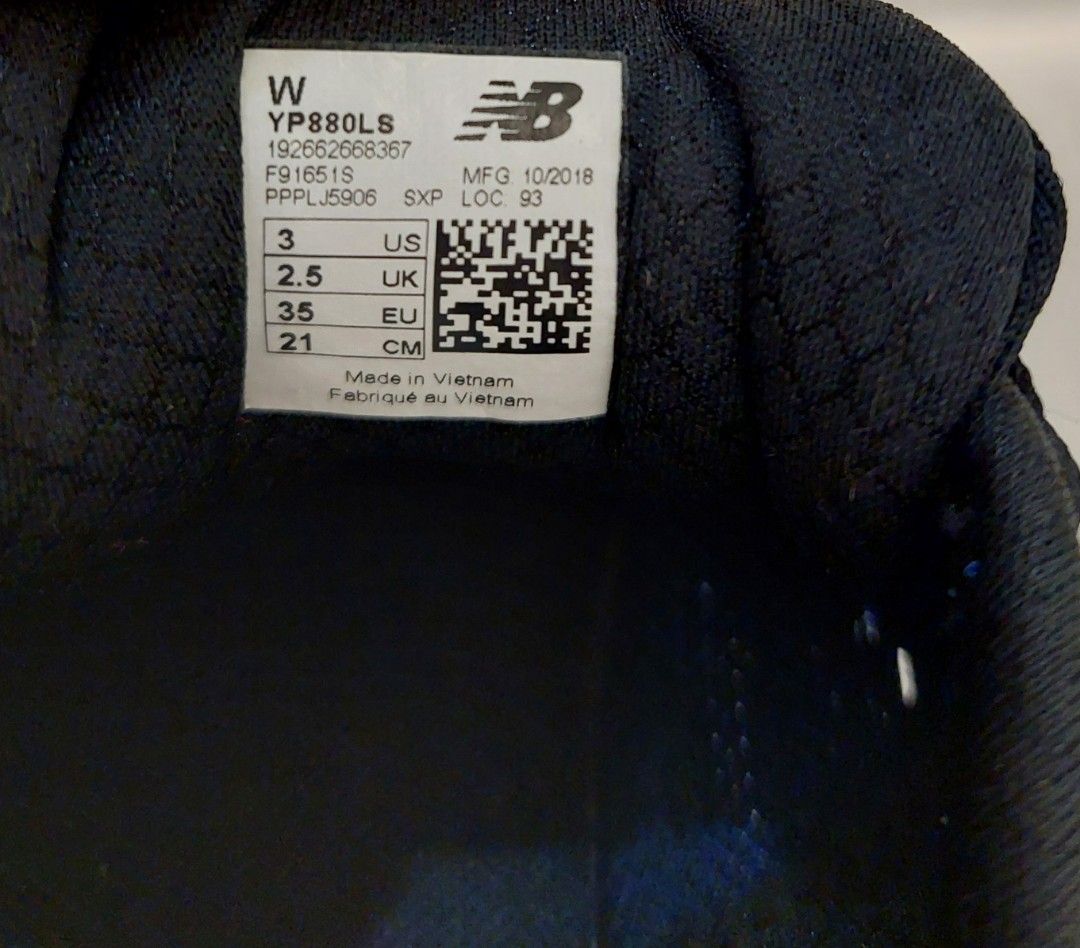 W
NB
YP880LS
192662668367
F91651S MFG. 10/2018
PPPLJ5906 SXP LOC. 93
3 US
2.5 UK
35 EU
21 CM
Made in Vietnam
Fabriqué au Vietnam